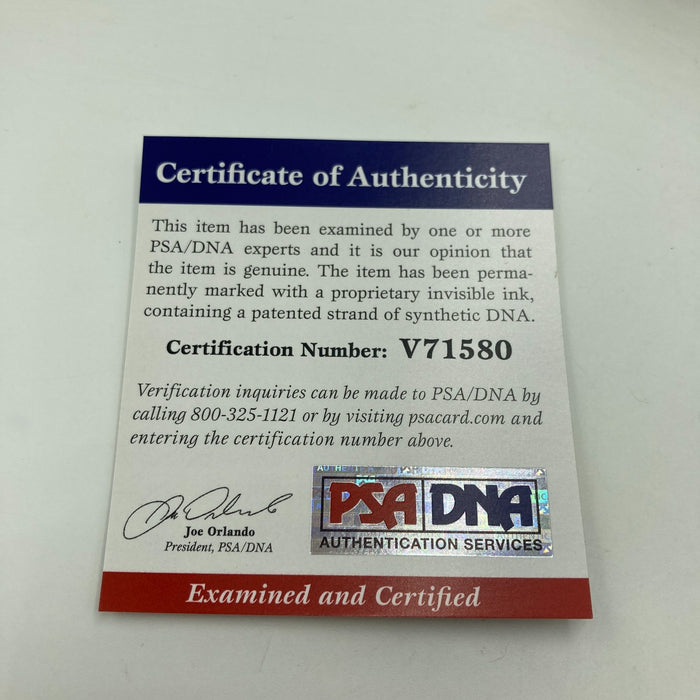 Certificate of Authenticity
This item has been examined by one or more
PSA/DNA experts and it is our opinion that
the item is genuine. The item has been perma-
nently marked with a proprietary invisible ink,
containing a patented strand of synthetic DNA.
Certification Number: V71580
Verification inquiries can be made to PSA/DNA by
calling 800-325-1121 or by visiting psacard.com and
entering the certification number above.
Joe Orlando
President, PSA/DNA
PSA DNA
AUTHENTICATION SERVICES
Examined and Certified